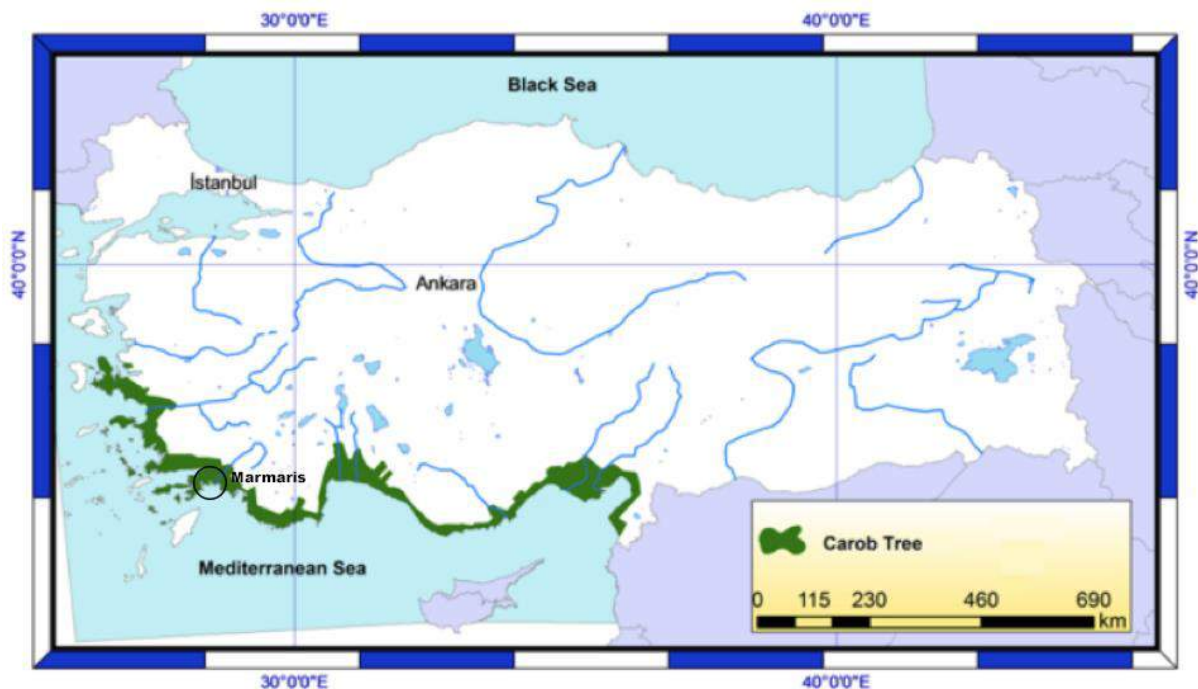 30°0'0"E 40°0'0"E
Black Sea
İstanbul
40°0'0"N 40°0'0"N
Ankara
Marmaris
Carob Tree
Mediterranean Sea
0 115 230 460 690
km
30°0'0"E 40°0'0"E